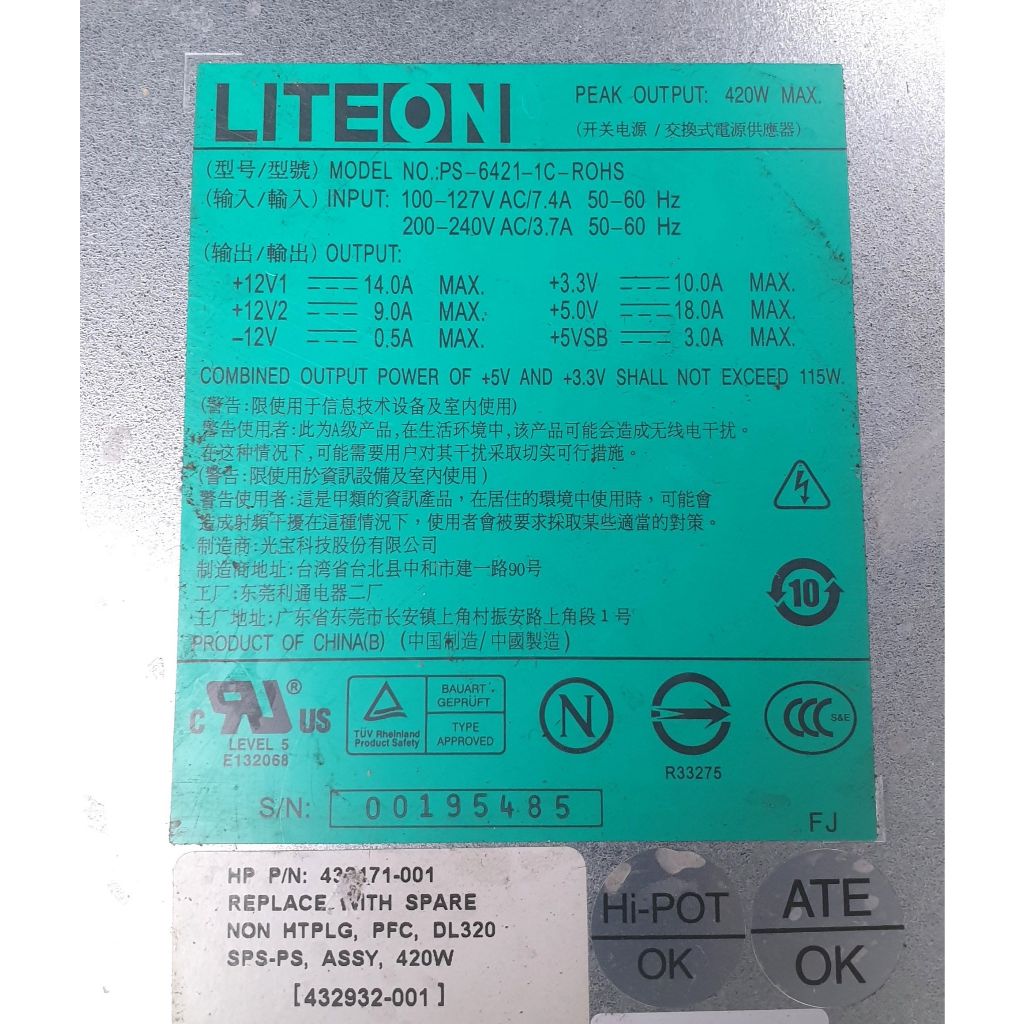 LITEON
PEAK OUTPUT: 420W MAX.
(开关电源 / 交換式電源供應器)
(型号/型號) MODEL NO.:PS-6421-1C-ROHS
(输入/輸入) INPUT: 100-127V AC/7.4A 50-60 Hz
200-240V AC/3.7A 50-60 Hz
(输出/輸出) OUTPUT:
+12V1 14.0A MAX. +3.3V 10.0A MAX.
+12V2 9.0A MAX. +5.0V 18.0A MAX.
-12V 0.5A MAX. +5VSB 3.0A MAX.
COMBINED OUTPUT POWER OF +5V AND +3.3V SHALL NOT EXCEED 115W.
(警告:限使用于信息技术设备及室内使用)
警告使用者:此为A级产品,在生活环境中,该产品可能会造成无线电干扰。
在这种情况下,可能需要用户对其干扰采取切实可行措施。
(警告:限使用於資訊設備及室內使用)
警告使用者:這是甲類的資訊產品,在居住的環境中使用時,可能會
造成射頻干擾在這種情況下,使用者會被要求採取某些適當的對策。
制造商:光宝科技股份有限公司
制造商地址:台湾省台北县中和市建一路90号
工厂:东莞利通电器二厂
工厂地址:广东省东莞市长安镇上角村振安路上角段1号
PRODUCT OF CHINA(B) (中国制造/中國製造)
10
C RU ® US
LEVEL 5
E132068
TÜV Rheinland
Product Safety
BAUART
GEPRÜFT
TYPE
APPROVED
N
R33275
CCC S&E
S/N: 00195485
FJ
HP P/N: 171-001
REPLACE WITH SPARE
NON HTPLG, PFC, DL320
SPS-PS, ASSY, 420W
[432932-001]
Hi-POT
OK
ATE
OK